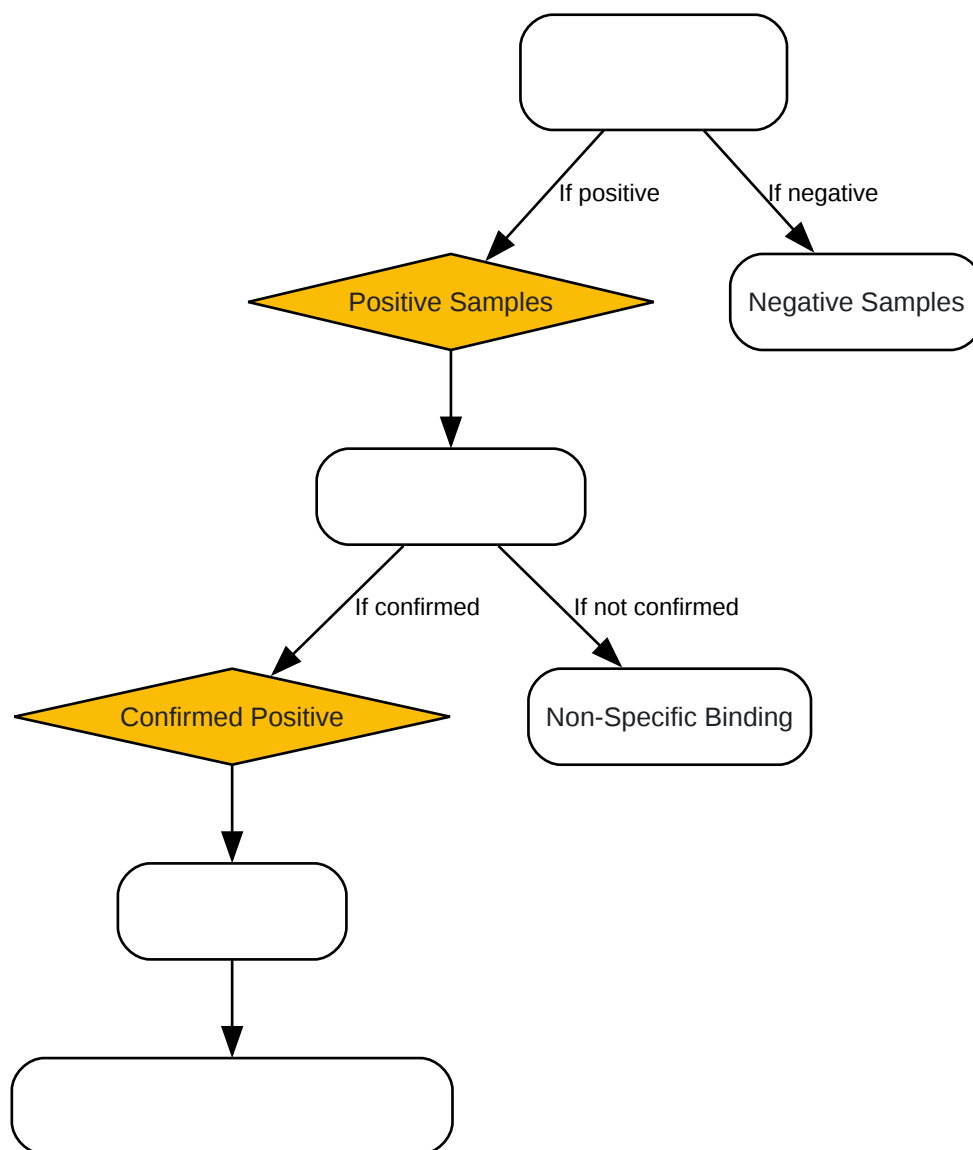 If positive
If negative
Positive Samples
Negative Samples
If confirmed
If not confirmed
Confirmed Positive
Non-Specific Binding